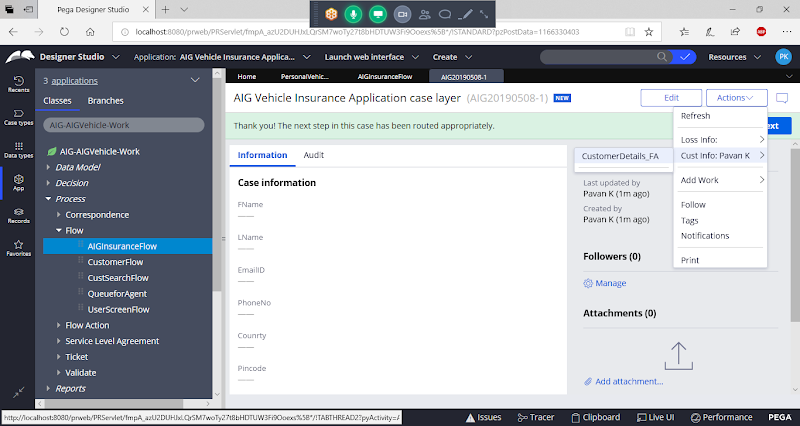 Pega Designer Studio
localhost:8080/prweb/PRServlet/fmpA_azU2DUHJxLQrSM7woTy27t8bHDTUW3Fi9Ooexs%5B*/!STANDARD?pzPostData=1166330403
Designer Studio
Application: AIG Vehicle Insurance Applica...
Launch web interface
Create
Search...
Resources
PK
Recents
Case types
Data types
App
Records
Favorites
3 applications
Classes
Branches
AIG-AIGVehicle-Work
AIG-AIGVehicle-Work
Data Model
Decision
Process
Correspondence
Flow
AIGInsuranceFlow
CustomerFlow
CustSearchFlow
QueueforAgent
UserScreenFlow
Flow Action
Service Level Agreement
Ticket
Validate
Reports
Home
PersonalVehic...
AIGInsuranceFlow
AIG20190508-1
AIG Vehicle Insurance Application case layer (AIG20190508-1) NEW
Edit
Actions
Thank you! The next step in this case has been routed appropriately.
ext
Information
Audit
Case information
FName
LName
EmailID
PhoneNo
Counrty
Pincode
CustomerDetails_FA
Refresh
Loss Info:
Cust Info: Pavan K
Add Work
Follow
Tags
Notifications
Print
Last updated by
Pavan K (1m ago)
Created by
Pavan K (1m ago)
Followers (0)
Manage
Attachments (0)
Add attachment...
http://localhost:8080/prweb/PRServlet/fmpA_azU2DUHJxLQrSM7woTy27t8bHDTUW3Fi9Ooexs%5B*/!TABTHREAD2?pyActivity=
Issues
Tracer
Clipboard
Live UI
Performance
PEGA